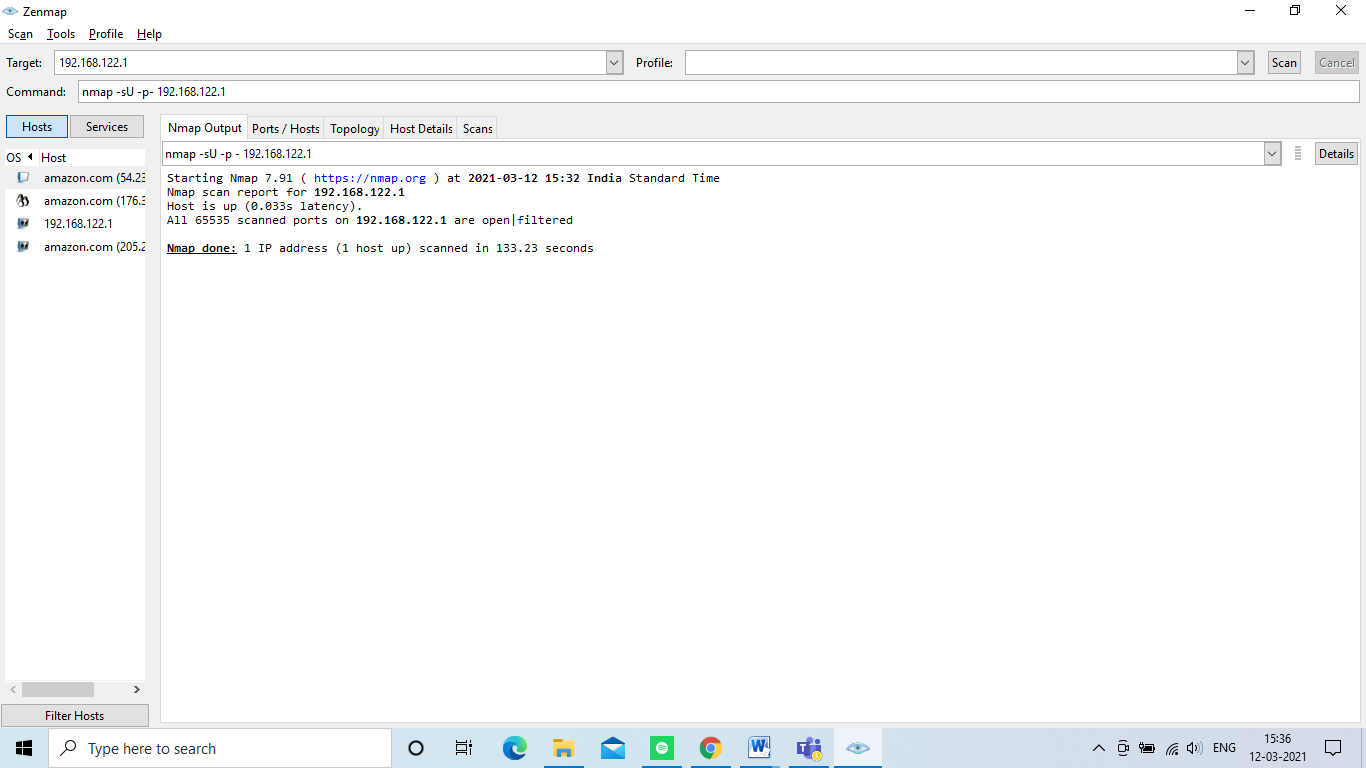 Zenmap
Scan Tools Profile Help
Target: 192.168.122.1 Profile: Scan Cancel
Command: nmap -sU -p- 192.168.122.1
Hosts Services
Nmap Output Ports / Hosts Topology Host Details Scans
nmap -sU -p - 192.168.122.1 Details
OS Host
amazon.com (54.23
amazon.com (176.3
192.168.122.1
amazon.com (205.2
Starting Nmap 7.91 ( https://nmap.org ) at 2021-03-12 15:32 India Standard Time
Nmap scan report for 192.168.122.1
Host is up (0.033s latency).
All 65535 scanned ports on 192.168.122.1 are open|filtered
Nmap done: 1 IP address (1 host up) scanned in 133.23 seconds
Filter Hosts
Type here to search
ENG
15:36
12-03-2021